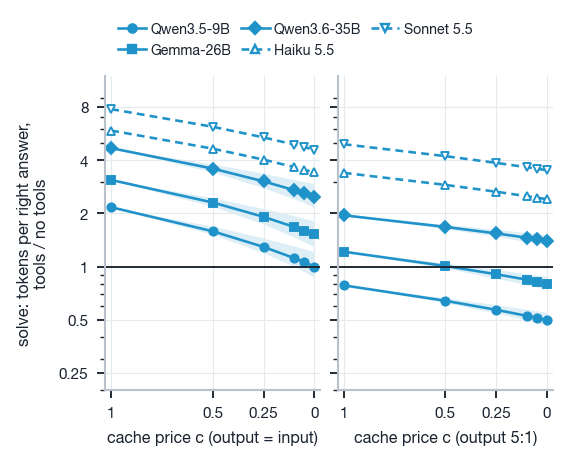 Qwen3.5-9B Qwen3.6-35B Sonnet 5.5
Gemma-26B Haiku 5.5
solve: tokens per right answer,
tools / no tools
8
4
2
1
0.5
0.25
1 0.5 0.25 0 1 0.5 0.25 0
cache price c (output = input) cache price c (output 5:1)